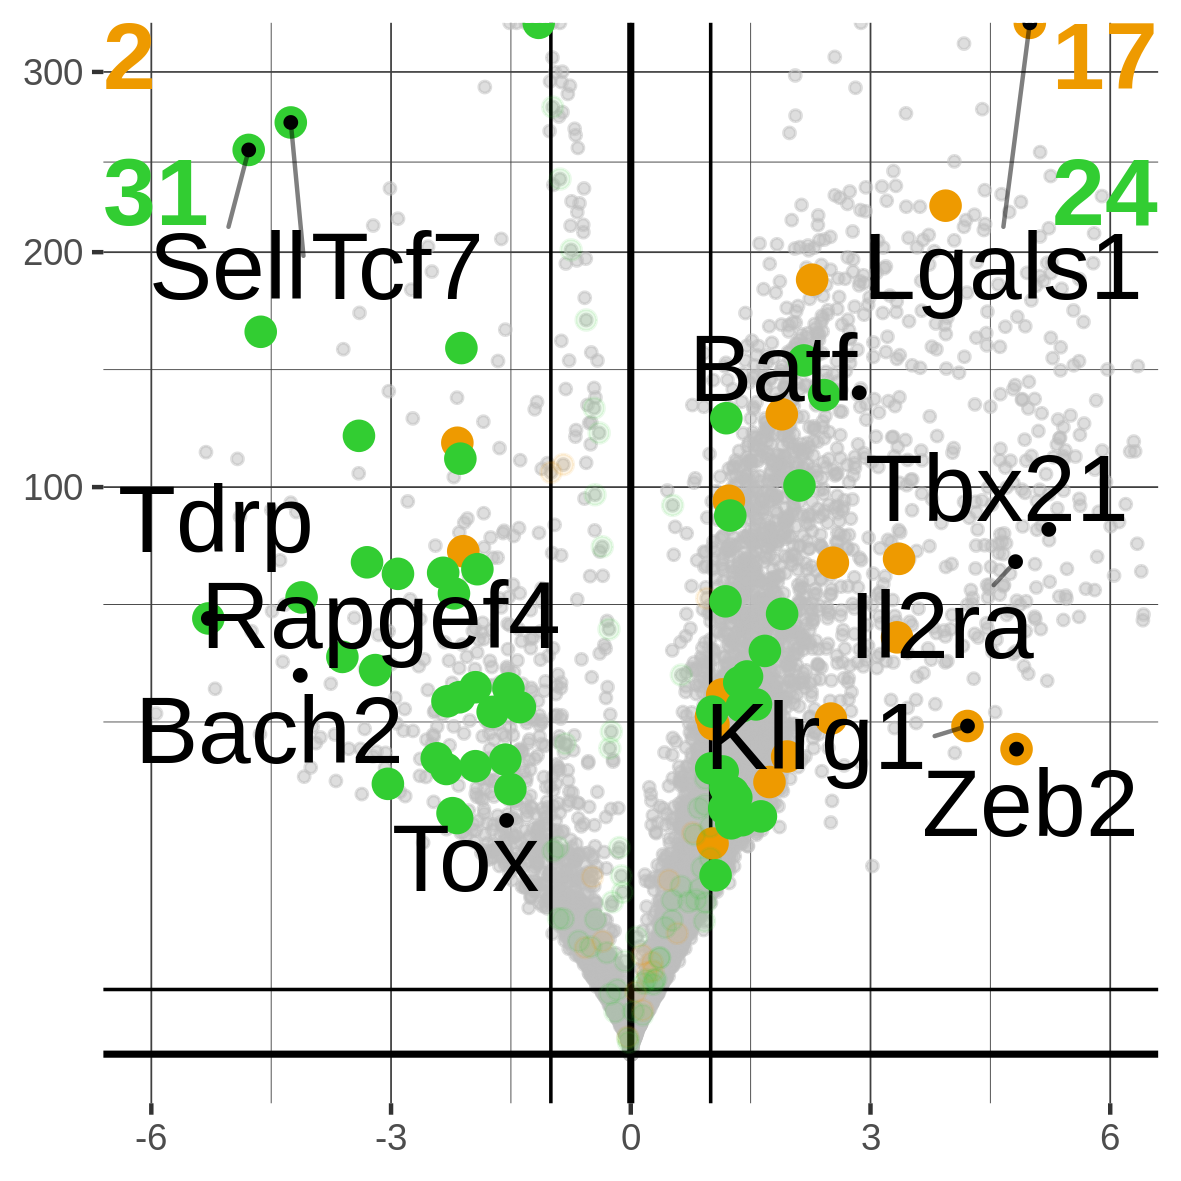 2 17
300
31 24
Sell Tcf7 Lgals1
200
Batf
Tbx21
100
Tdrp
Rapgef4 Il2ra
Bach2 Klrg1
Zeb2
Tox
-6 -3 0 3 6